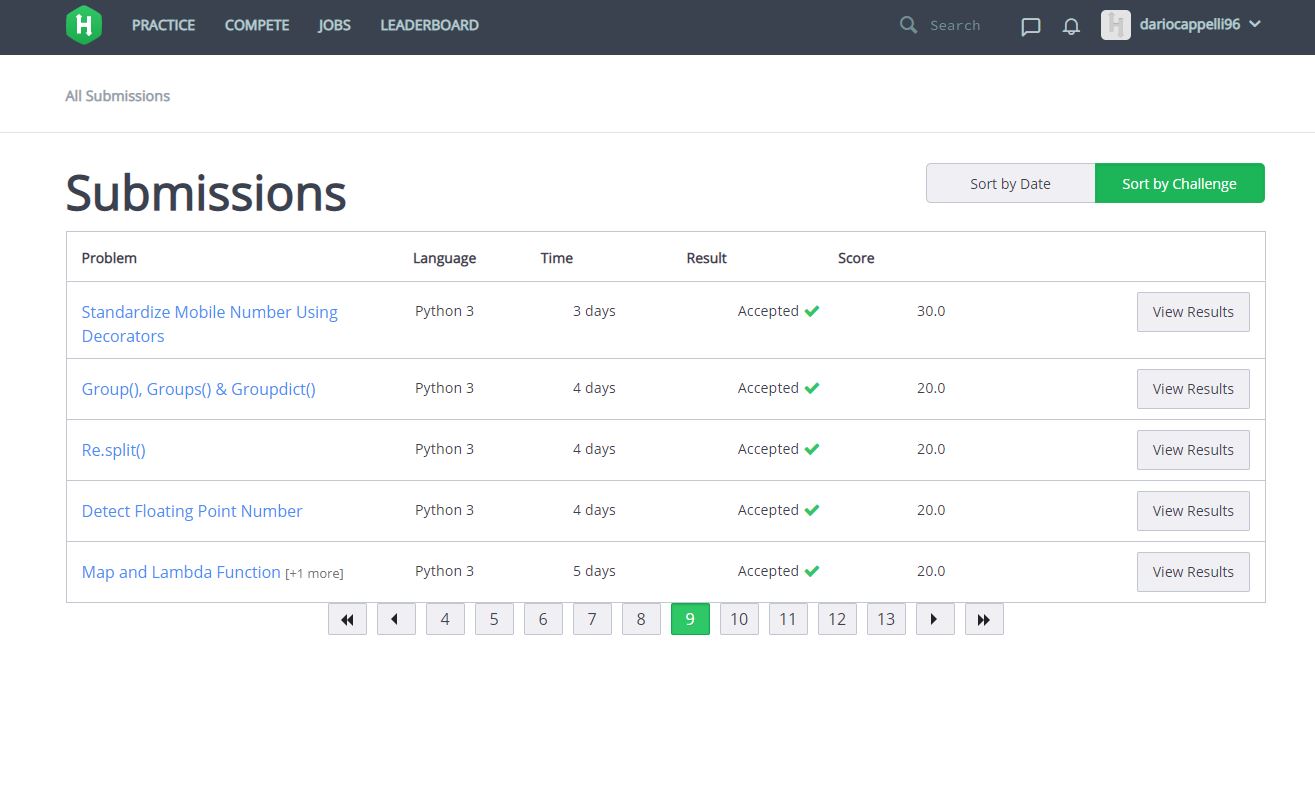 H PRACTICE COMPETE JOBS LEADERBOARD Search H dariocappelli96
All Submissions
Submissions
Sort by Date Sort by Challenge
Problem Language Time Result Score
Standardize Mobile Number Using Python 3 3 days Accepted 30.0 View Results
Decorators
Group(), Groups() & Groupdict() Python 3 4 days Accepted 20.0 View Results
Re.split() Python 3 4 days Accepted 20.0 View Results
Detect Floating Point Number Python 3 4 days Accepted 20.0 View Results
Map and Lambda Function [+1 more] Python 3 5 days Accepted 20.0 View Results
4 5 6 7 8 9 10 11 12 13